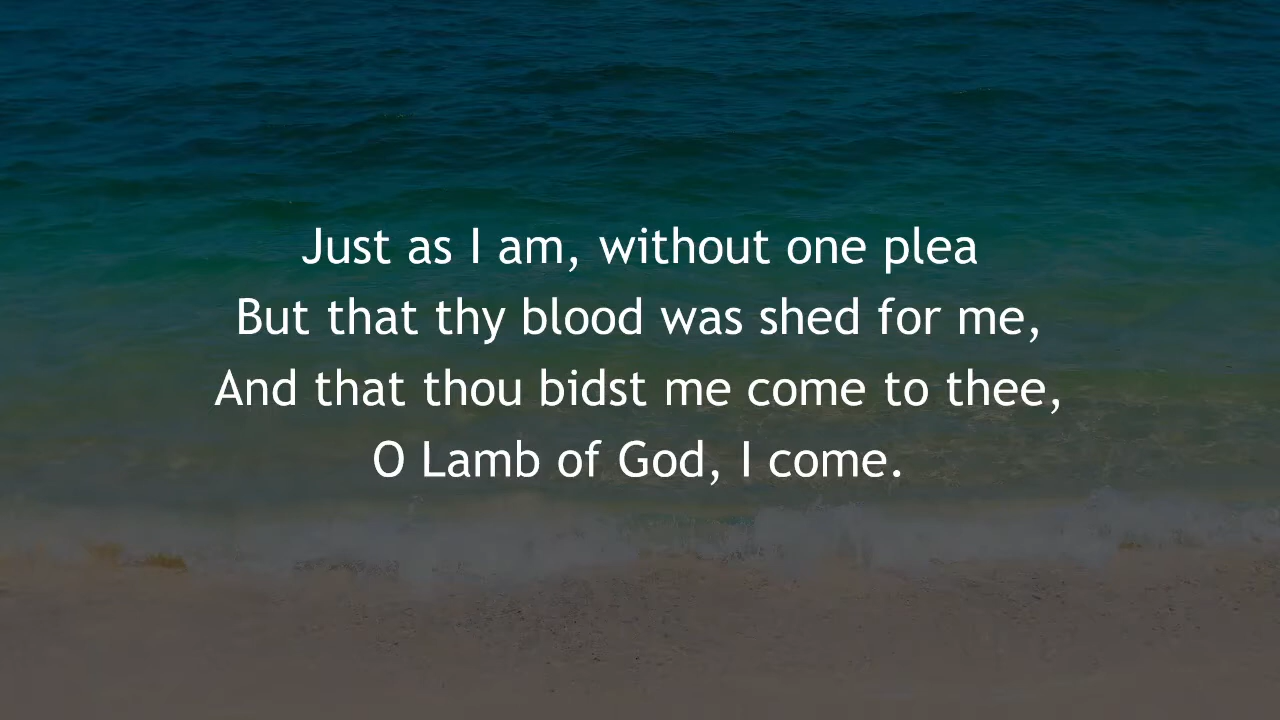 Just as I am, without one plea
But that thy blood was shed for me,
And that thou bidst me come to thee,
O Lamb of God, I come.